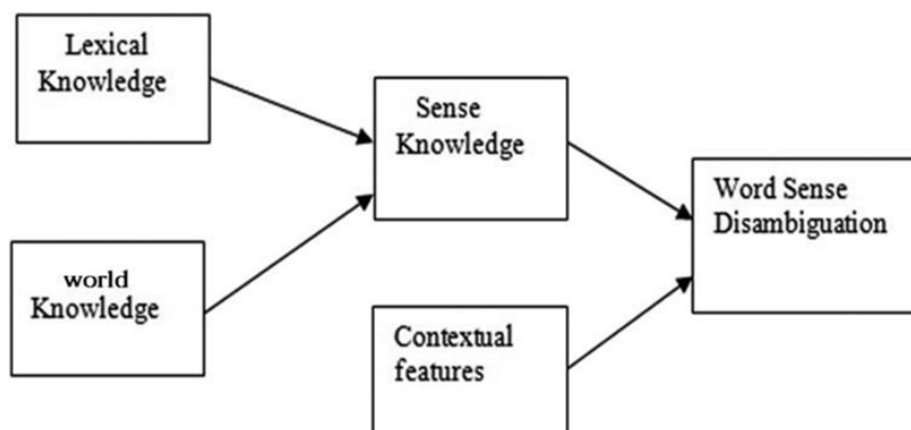 Lexical
Knowledge
Sense
Knowledge
Word Sense
Disambiguation
world
Knowledge
Contextual
features